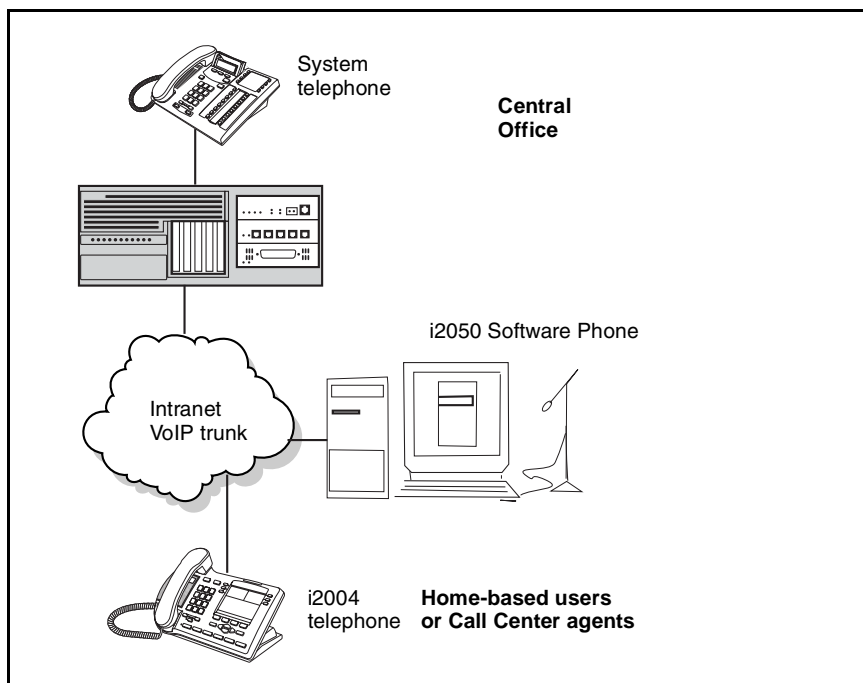 System
telephone
Central
Office
i2050 Software Phone
Intranet
VoIP trunk
i2004
telephone
Home-based users
or Call Center agents